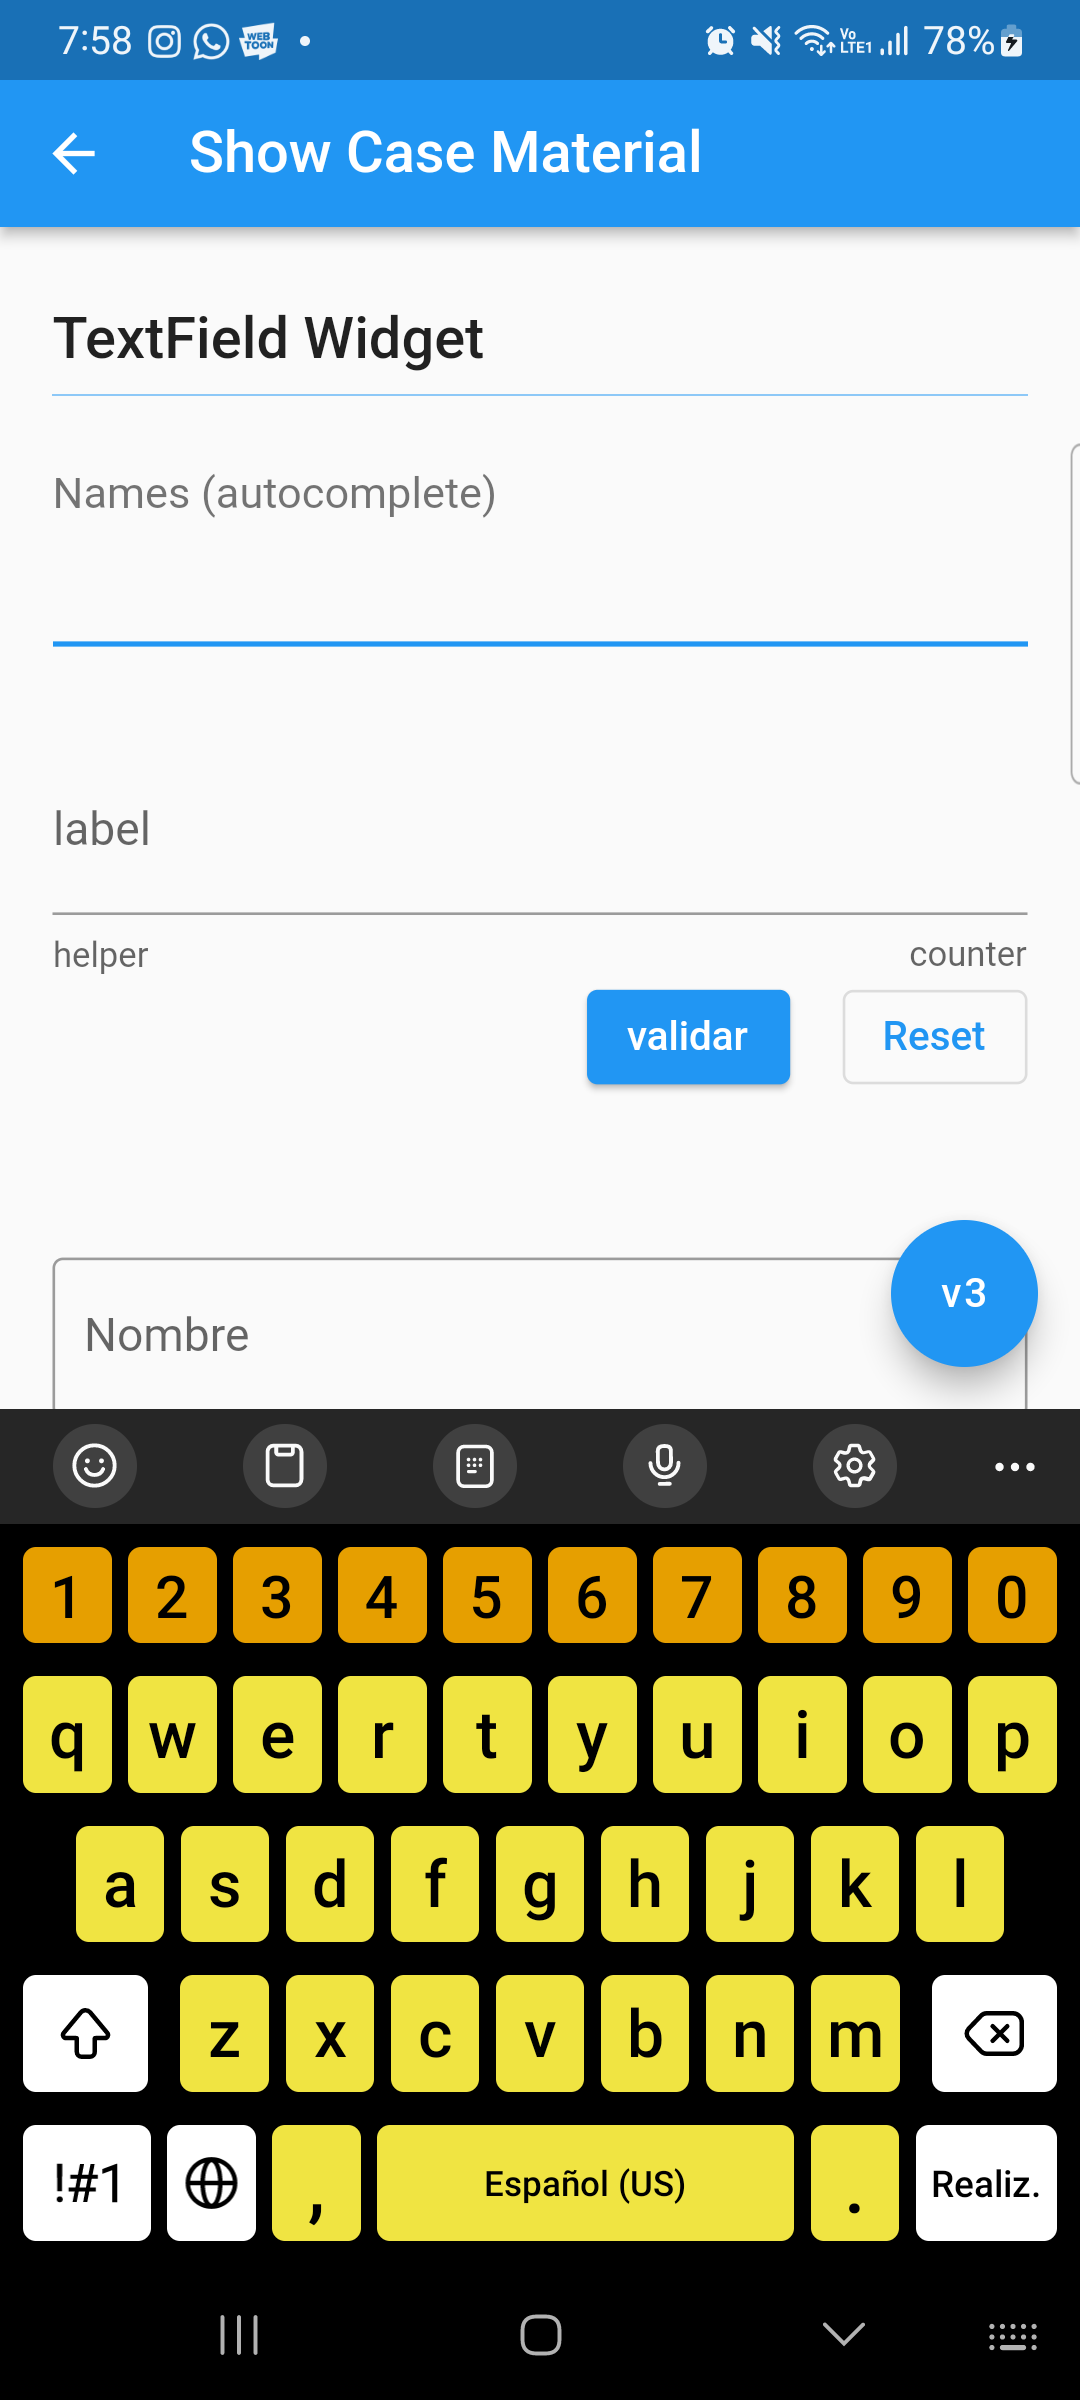 7:58 WEB TOON Vo LTE1 78%
Show Case Material
TextField Widget
Names (autocomplete)
label
helper counter
validar Reset
v3
Nombre
1 2 3 4 5 6 7 8 9 0
q w e r t y u i o p
a s d f g h j k l
z x c v b n m
!#1 , Español (US) . Realiz.